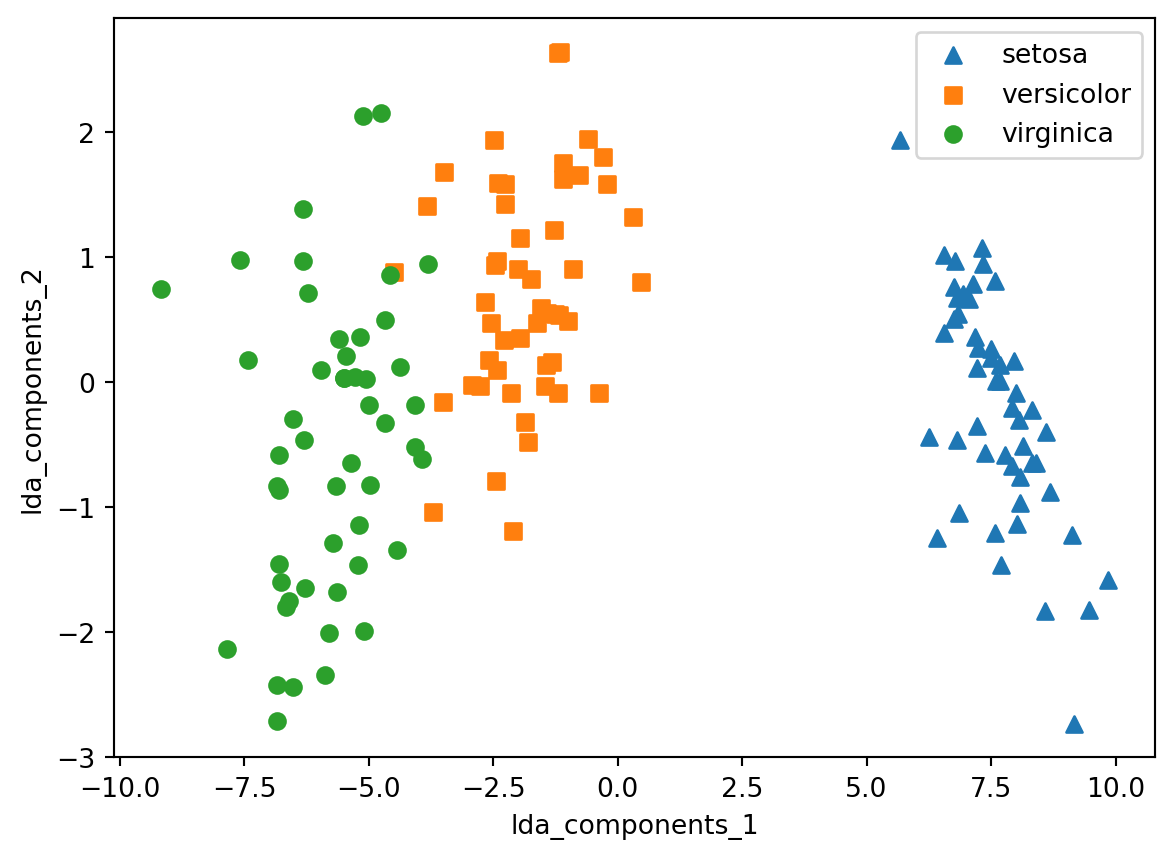 setosa
versicolor
virginica
2
1
0
−1
−2
−3
lda_components_2
−10.0 −7.5 −5.0 −2.5 0.0 2.5 5.0 7.5 10.0
lda_components_1